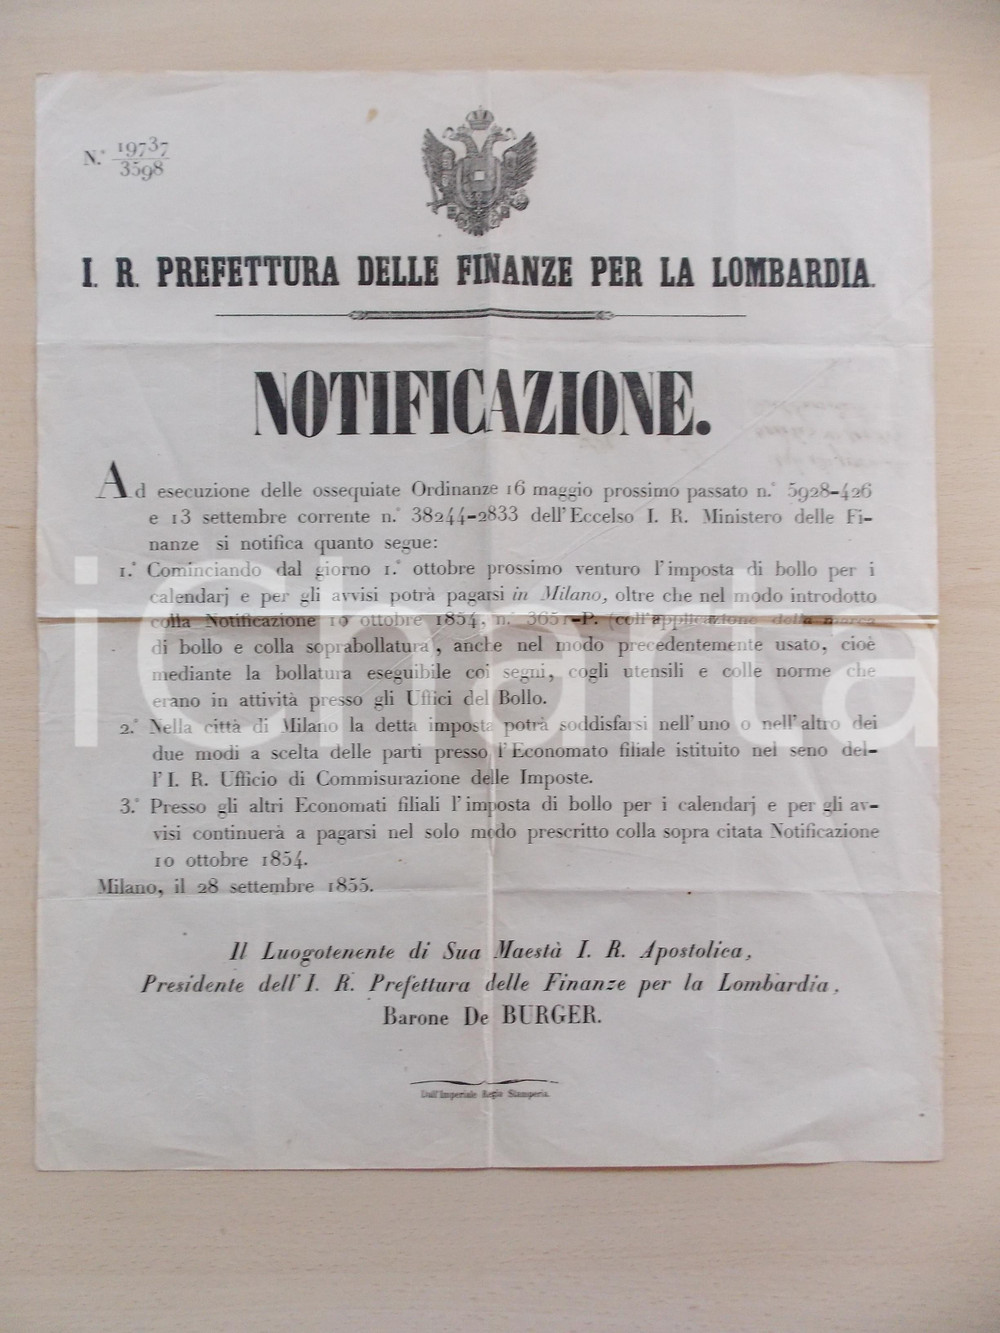 N.° 19737
3598
I. R. PREFETTURA DELLE FINANZE PER LA LOMBARDIA.
NOTIFICAZIONE.
Ad esecuzione delle ossequiate Ordinanze 16 maggio prossimo passato n.° 5928-426
e 13 settembre corrente n.° 38244-2833 dell'Eccelso I. R. Ministero delle Fi-
nanze si notifica quanto segue:
1.° Cominciando dal giorno 1.° ottobre prossimo venturo l'imposta di bollo per i
calendarj e per gli avvisi potrà pagarsi in Milano, oltre che nel modo introdotto
colla Notificazione 10 ottobre 1854, n.° 3651-P. (coll'applicazione della marca
di bollo e colla soprabollatura), anche nel modo precedentemente usato, cioè
mediante la bollatura eseguibile coi segni, cogli utensili e colle norme che
erano in attività presso gli Uffici del Bollo.
2.° Nella città di Milano la detta imposta potrà soddisfarsi nell'uno o nell'altro dei
due modi a scelta delle parti presso l'Economato filiale istituito nel seno del-
l'I. R. Ufficio di Commisurazione delle Imposte.
3.° Presso gli altri Economati filiali l'imposta di bollo per i calendarj e per gli av-
visi continuerà a pagarsi nel solo modo prescritto colla sopra citata Notificazione
10 ottobre 1854.
Milano, il 28 settembre 1855.
Il Luogotenente di Sua Maestà I. R. Apostolica,
Presidente dell'I. R. Prefettura delle Finanze per la Lombardia,
Barone De BURGER.
Dall'Imperiale Regia Stamperia.
iCharta